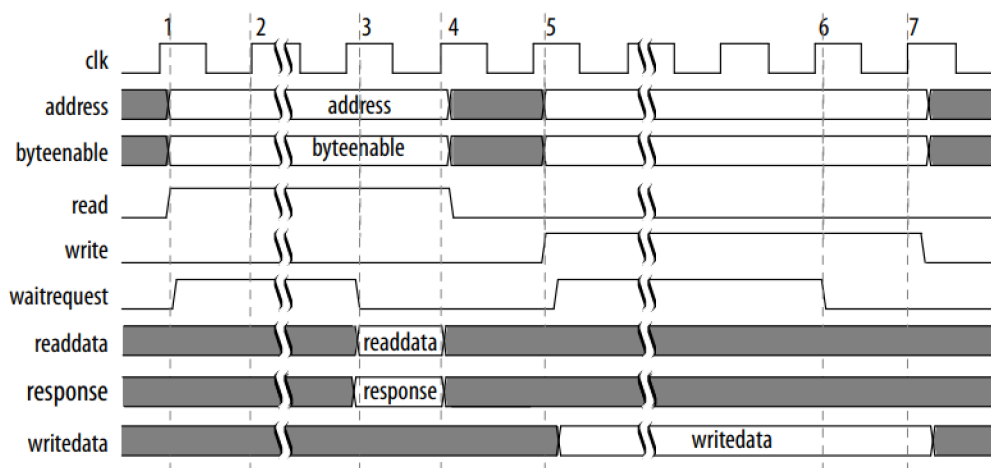 1 2 3 4 5 6 7
clk
address address
byteenable byteenable
read
write
waitrequest
readdata readdata
response response
writedata writedata